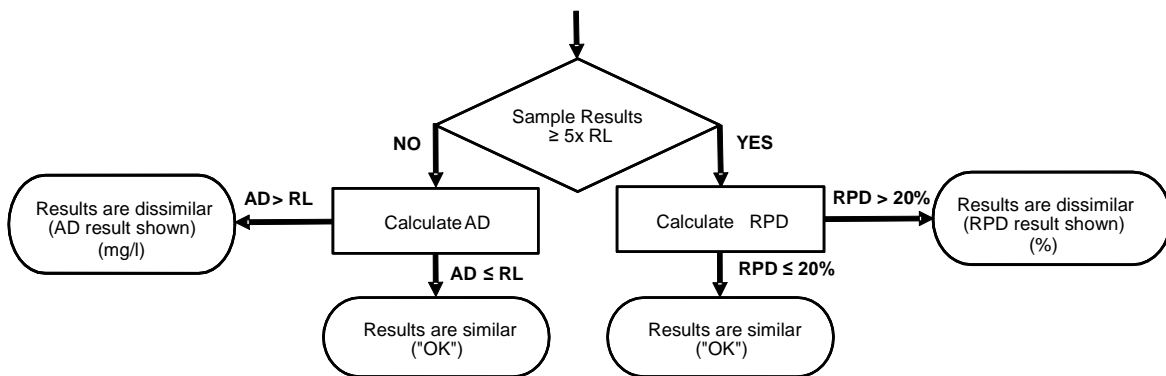 Sample Results
≥ 5x RL
NO
YES
Results are dissimilar
(AD result shown)
(mg/l)
AD> RL
Calculate AD
Calculate RPD
RPD > 20%
Results are dissimilar
(RPD result shown)
(%)
AD ≤ RL
RPD ≤ 20%
Results are similar
("OK")
Results are similar
("OK")